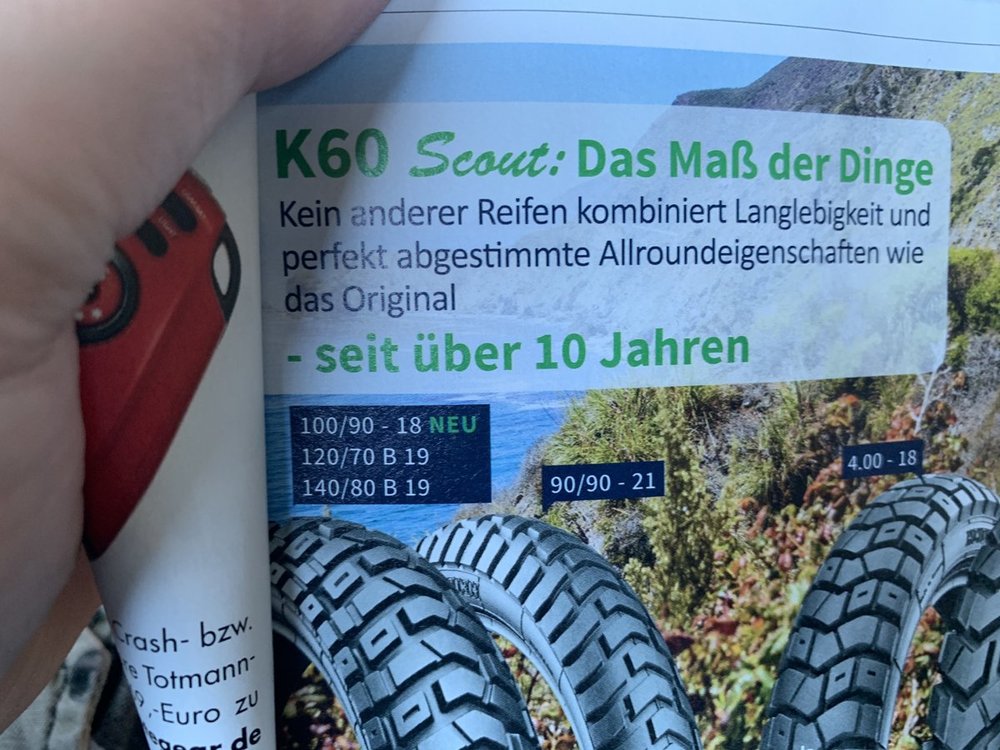 K60 Scout: Das Maß der Dinge
Kein anderer Reifen kombiniert Langlebigkeit und
perfekt abgestimmte Allroundeigenschaften wie
das Original
- seit über 10 Jahren
100/90 - 18 NEU
120/70 B 19
140/80 B 19
90/90 - 21
4.00 - 18
Crash- bzw.
Totmann-
,-Euro zu